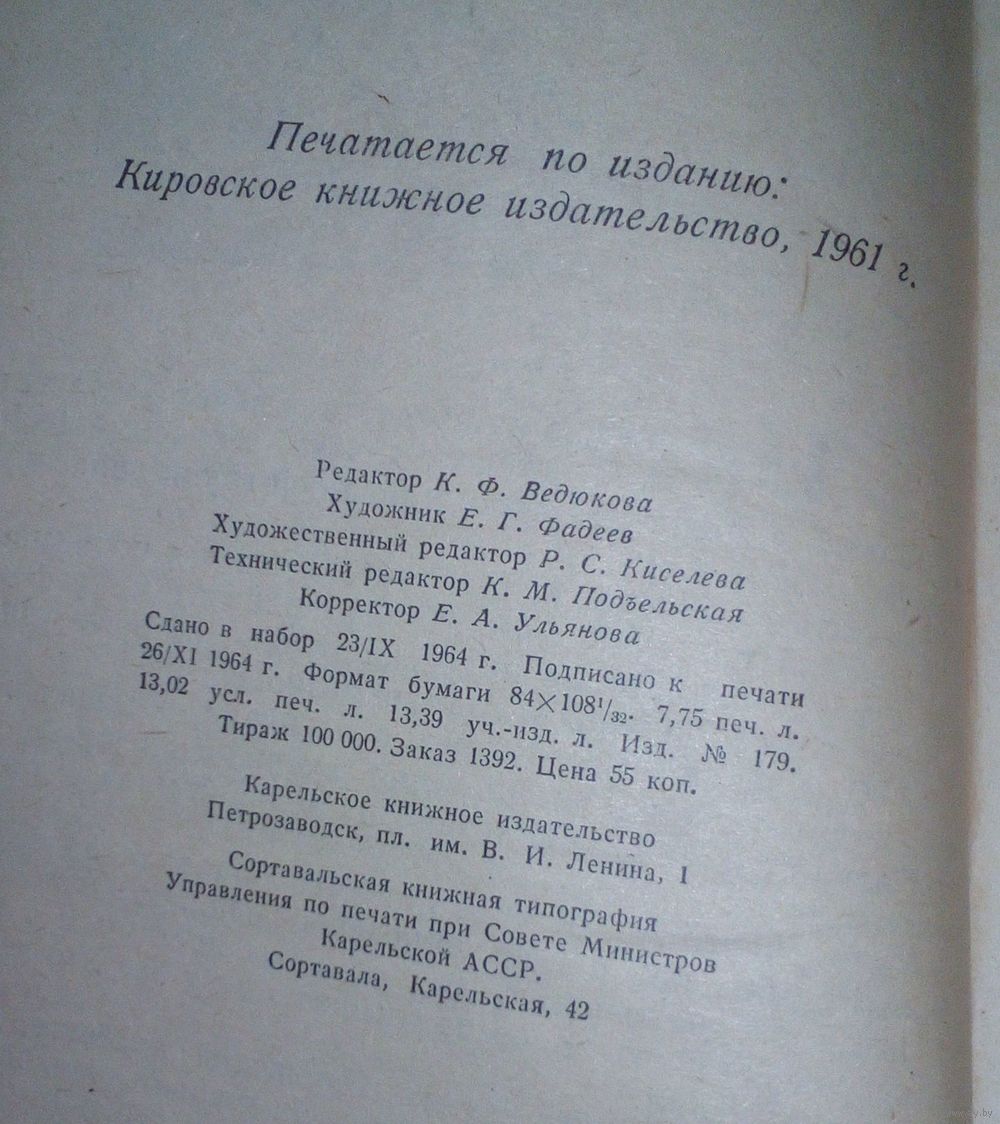 Печатается по изданию:
Кировское книжное издательство, 1961 г.
Редактор К. Ф. Ведюкова
Художник Е. Г. Фадеев
Художественный редактор Р. С. Киселева
Технический редактор К. М. Подъельская
Корректор Е. А. Ульянова
Сдано в набор 23/IX 1964 г. Подписано к печати
26/XI 1964 г. Формат бумаги 84×108¹/₃₂. 7,75 печ. л.
13,02 усл. печ. л. 13,39 уч.-изд. л. Изд. № 179.
Тираж 100 000. Заказ 1392. Цена 55 коп.
Карельское книжное издательство
Петрозаводск, пл. им. В. И. Ленина, 1
Сортавальская книжная типография
Управления по печати при Совете Министров
Карельской АССР.
Сортавала, Карельская, 42